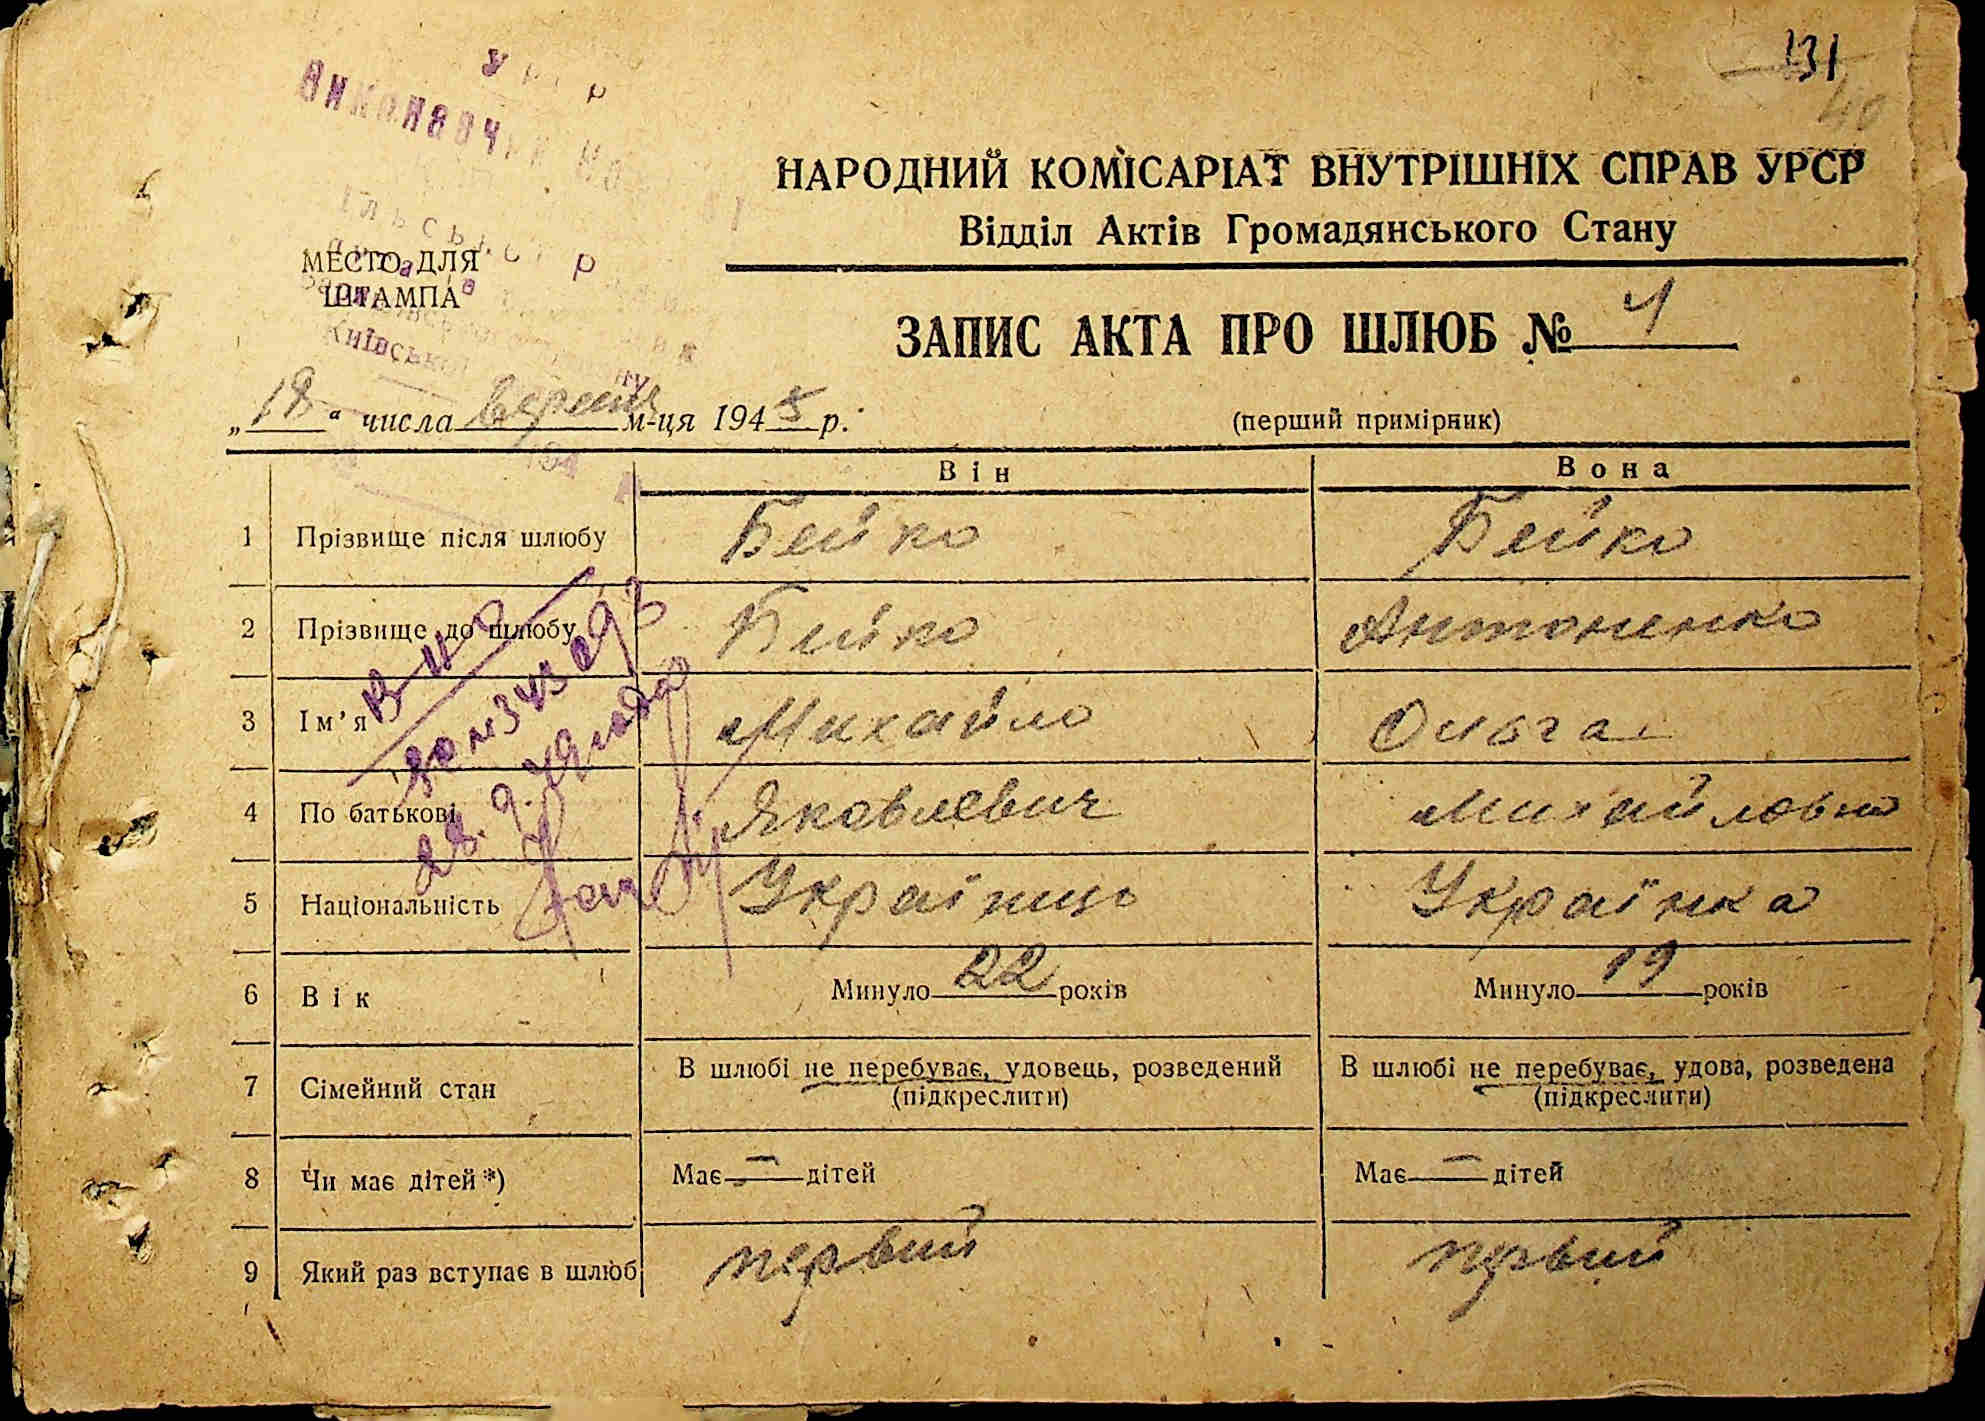 131
40
Виконавчий
НАРОДНИЙ КОМІСАРІАТ ВНУТРІШНІХ СПРАВ УРСР
Відділ Актів Громадянського Стану
МЕСТО ДЛЯ
ШТАМПА
Київської
ЗАПИС АКТА ПРО ШЛЮБ № 4
„18“ числа вересня м-ця 1945 р.
(перший примірник)
Він Вона
1 Прізвище після шлюбу Бейко Бейко
2 Прізвище до шлюбу Бейко Антоненко
3 Ім’я Михайло Ольга
4 По батькові Яковлевич Михайловна
5 Національність Українець Українка
6 Вік Минуло 22 років Минуло 19 років
7 Сімейний стан В шлюбі не перебуває, удовець, розведений (підкреслити) В шлюбі не перебуває, удова, розведена (підкреслити)
8 Чи має дітей *) Має — дітей Має — дітей
9 Який раз вступає в шлюб первий первий